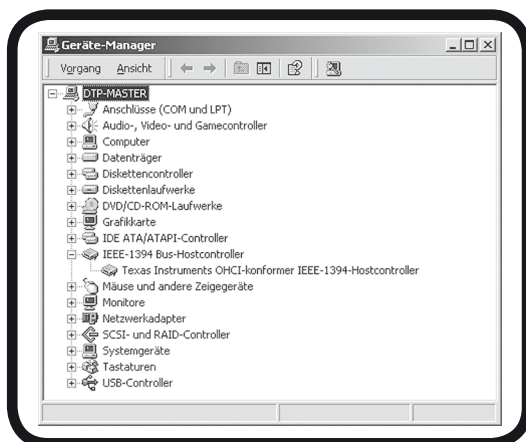 Geräte-Manager
Vorgang Ansicht
DTP-MASTER
Anschlüsse (COM und LPT)
Audio-, Video- und Gamecontroller
Computer
Datenträger
Diskettencontroller
Diskettenlaufwerke
DVD/CD-ROM-Laufwerke
Grafikkarte
IDE ATA/ATAPI-Controller
IEEE-1394 Bus-Hostcontroller
Texas Instruments OHCI-konformer IEEE-1394-Hostcontroller
Mäuse und andere Zeigegeräte
Monitore
Netzwerkadapter
SCSI- und RAID-Controller
Systemgeräte
Tastaturen
USB-Controller